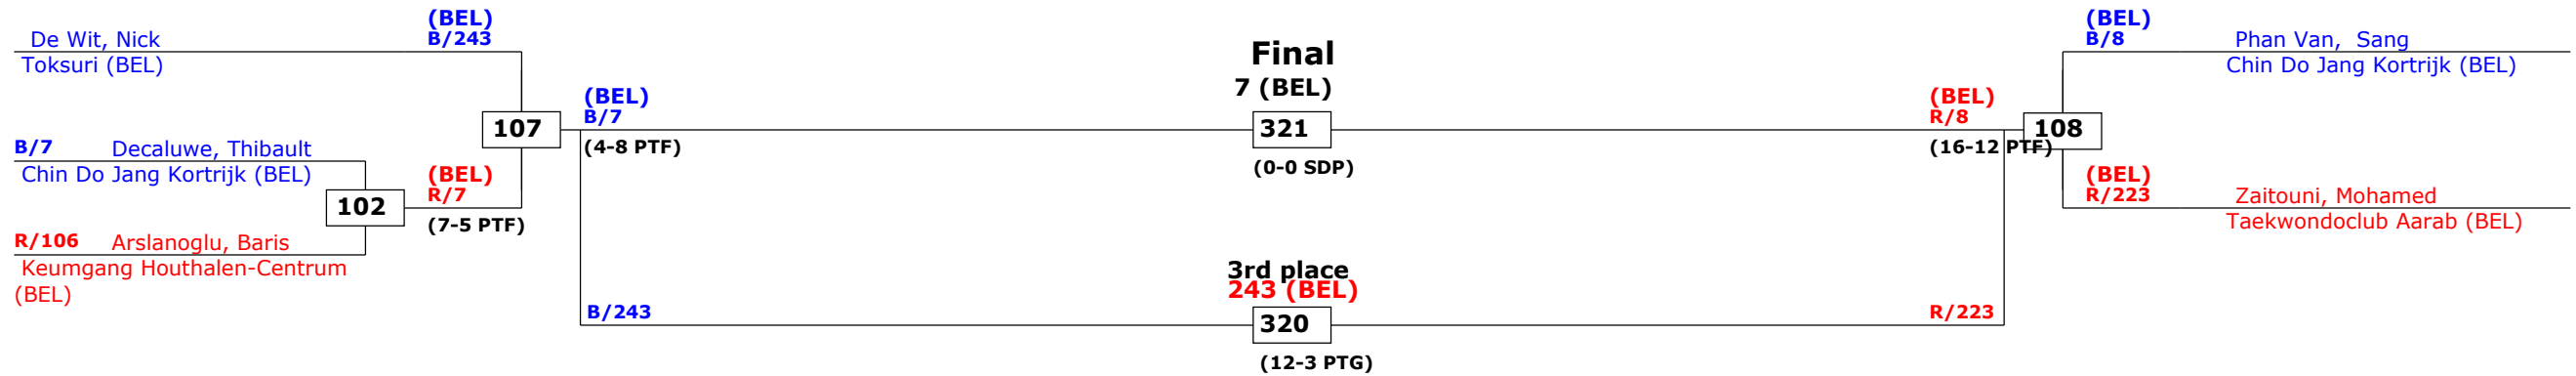 De Wit, Nick
Toksuri (BEL)
(BEL)
B/243
B/7 Decaluwe, Thibault
Chin Do Jang Kortrijk (BEL)
R/106 Arslanoglu, Baris
Keumgang Houthalen-Centrum
(BEL)
102
(BEL)
R/7
(7-5 PTF)
107
(BEL)
B/7
(4-8 PTF)
B/243
Final
7 (BEL)
321
(0-0 SDP)
3rd place
243 (BEL)
320
(12-3 PTG)
(BEL)
R/8
(16-12 PTF)
R/223
108
(BEL)
B/8
Phan Van,  Sang
Chin Do Jang Kortrijk (BEL)
(BEL)
R/223
Zaitouni, Mohamed
Taekwondoclub Aarab (BEL)